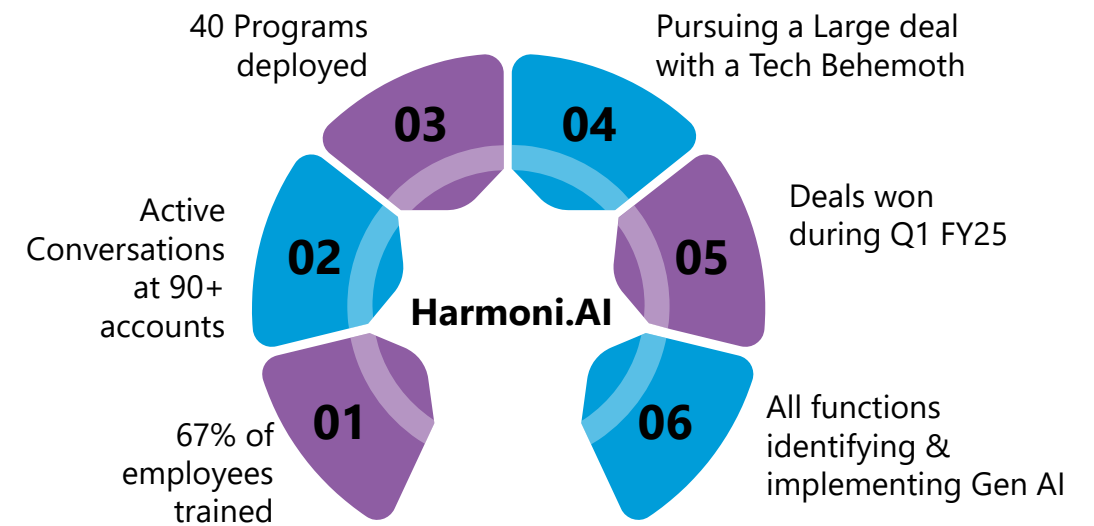 40 Programs
deployed
03
04
Pursuing a Large deal
with a Tech Behemoth
Active
Conversations
at 90+
accounts
02
05
Deals won
during Q1 FY25
Harmoni.AI
67% of
employees
trained
01
06
All functions
identifying &
implementing Gen AI